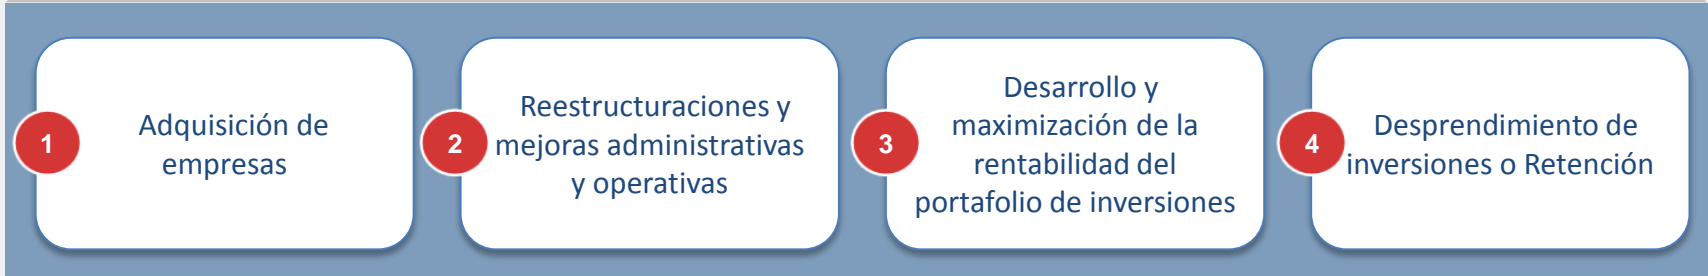 1
Adquisición de
empresas
2
Reestructuraciones y
mejoras administrativas
y operativas
3
Desarrollo y
maximización de la
rentabilidad del
portafolio de inversiones
4
Desprendimiento de
inversiones o Retención